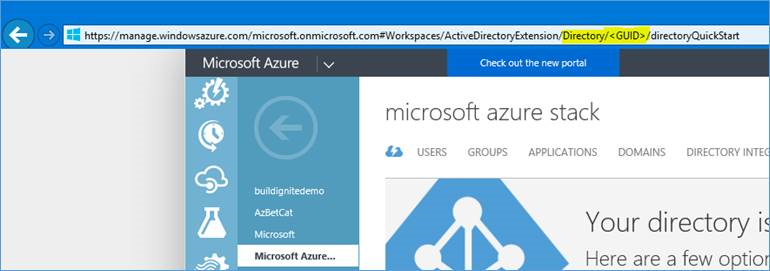 https://manage.windowsazure.com/microsoft.onmicrosoft.com#Workspaces/ActiveDirectoryExtension/Directory/<GUID>/directoryQuickStart
Microsoft Azure
Check out the new portal
microsoft azure stack
USERS GROUPS APPLICATIONS DOMAINS DIRECTORY INTEG
buildignitedemo
AzBetCat
Microsoft
Microsoft Azure...
Your directory is
Here are a few option